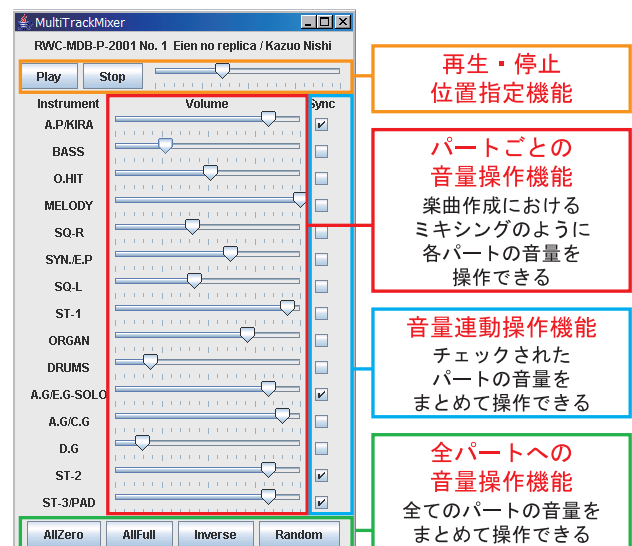 MultiTrackMixer
RWC-MDB-P-2001 No. 1 Eien no replica / Kazuo Nishi
Play Stop
Instrument Volume Sync
A.P/KIRA
BASS
O.HIT
MELODY
SQ-R
SYN./E.P
SQ-L
ST-1
ORGAN
DRUMS
A.G/E.G-SOLO
A.G/C.G
D.G
ST-2
ST-3/PAD
AllZero AllFull Inverse Random
再生・停止
位置指定機能
パートごとの
音量操作機能
楽曲作成における
ミキシングのように
各パートの音量を
操作できる
音量連動操作機能
チェックされた
パートの音量を
まとめて操作できる
全パートへの
音量操作機能
全てのパートの音量を
まとめて操作できる